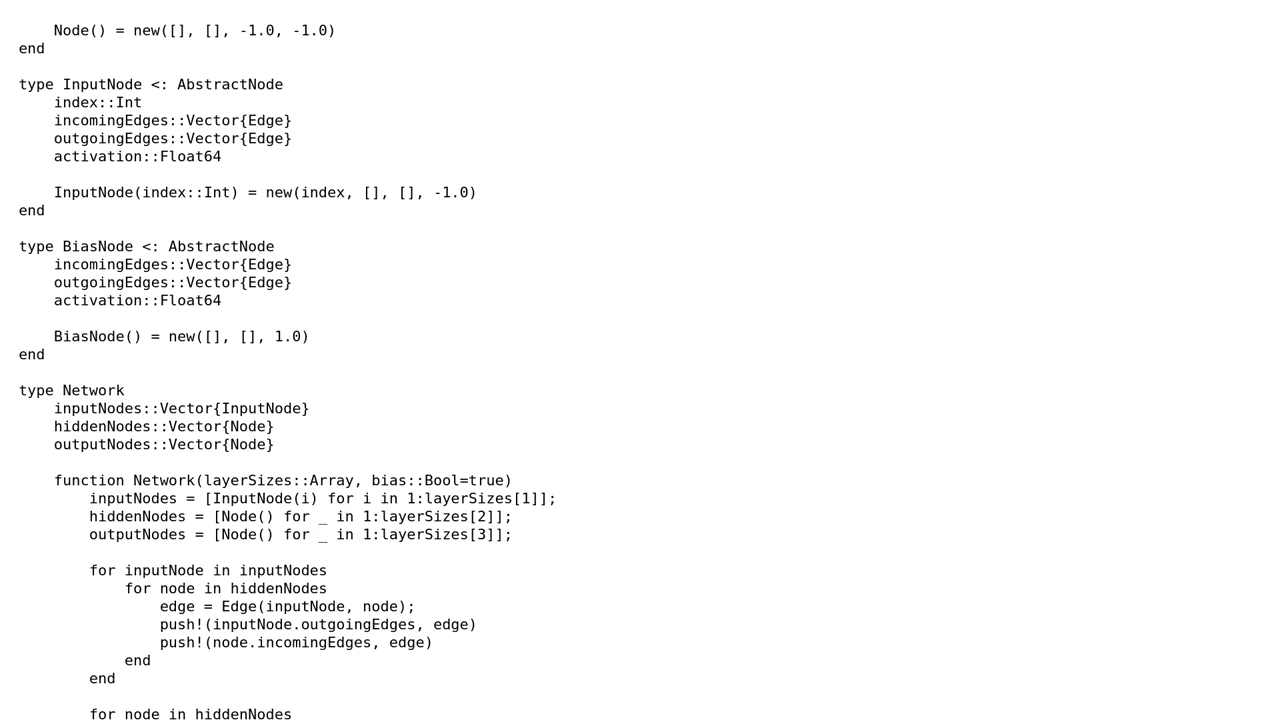 Node() = new([], [], -1.0, -1.0)
end

type InputNode <: AbstractNode
    index::Int
    incomingEdges::Vector{Edge}
    outgoingEdges::Vector{Edge}
    activation::Float64

    InputNode(index::Int) = new(index, [], [], -1.0)
end

type BiasNode <: AbstractNode
    incomingEdges::Vector{Edge}
    outgoingEdges::Vector{Edge}
    activation::Float64

    BiasNode() = new([], [], 1.0)
end

type Network
    inputNodes::Vector{InputNode}
    hiddenNodes::Vector{Node}
    outputNodes::Vector{Node}

    function Network(layerSizes::Array, bias::Bool=true)
        inputNodes = [InputNode(i) for i in 1:layerSizes[1]];
        hiddenNodes = [Node() for _ in 1:layerSizes[2]];
        outputNodes = [Node() for _ in 1:layerSizes[3]];

        for inputNode in inputNodes
            for node in hiddenNodes
                edge = Edge(inputNode, node);
                push!(inputNode.outgoingEdges, edge)
                push!(node.incomingEdges, edge)
            end
        end

        for node in hiddenNodes